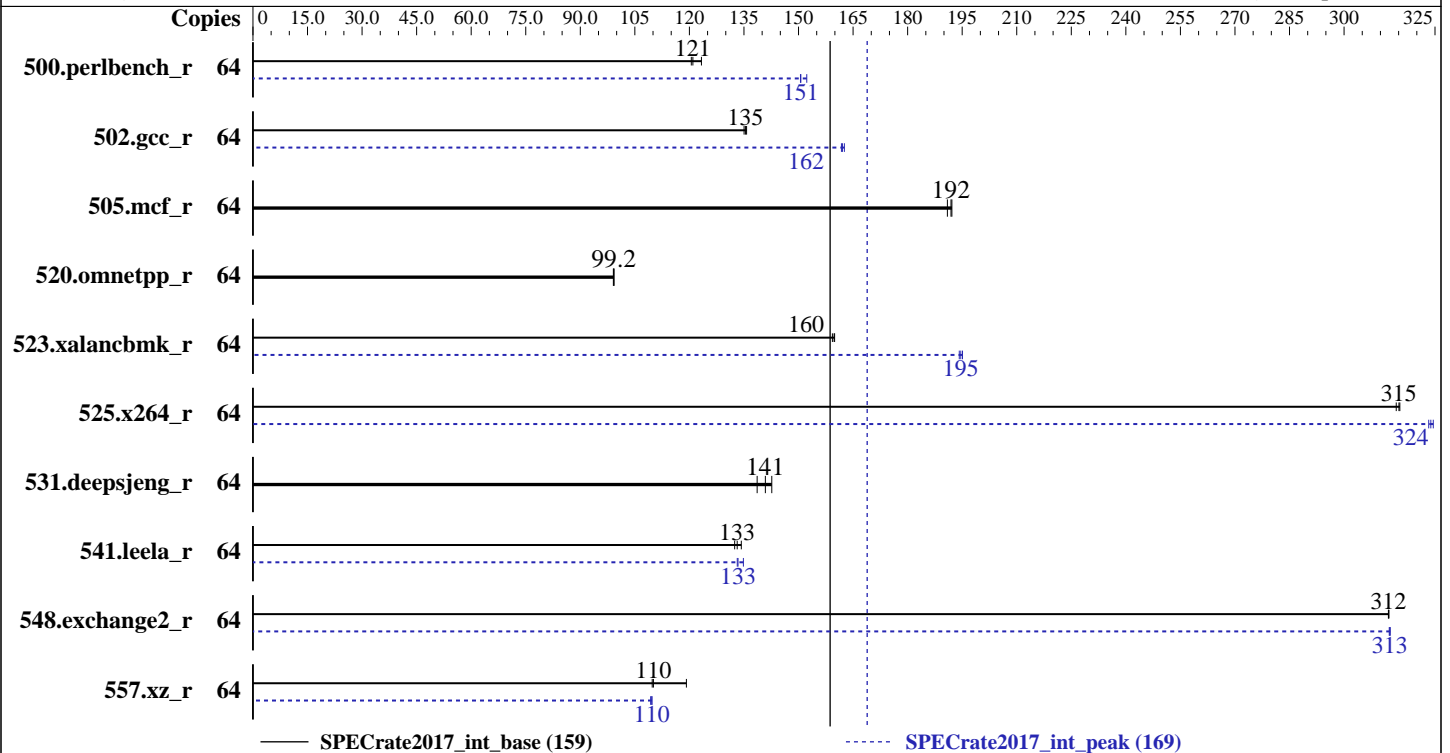 Copies 0 15.0 30.0 45.0 60.0 75.0 90.0 105 120 135 150 165 180 195 210 225 240 255 270 285 300 325
121
500.perlbench_r 64
151
135
502.gcc_r 64
162
192
505.mcf_r 64
99.2
520.omnetpp_r 64
160
523.xalancbmk_r 64
195
315
525.x264_r 64
324
141
531.deepsjeng_r 64
133
541.leela_r 64
133
312
548.exchange2_r 64
313
110
557.xz_r 64
110
SPECrate2017_int_base (159) SPECrate2017_int_peak (169)